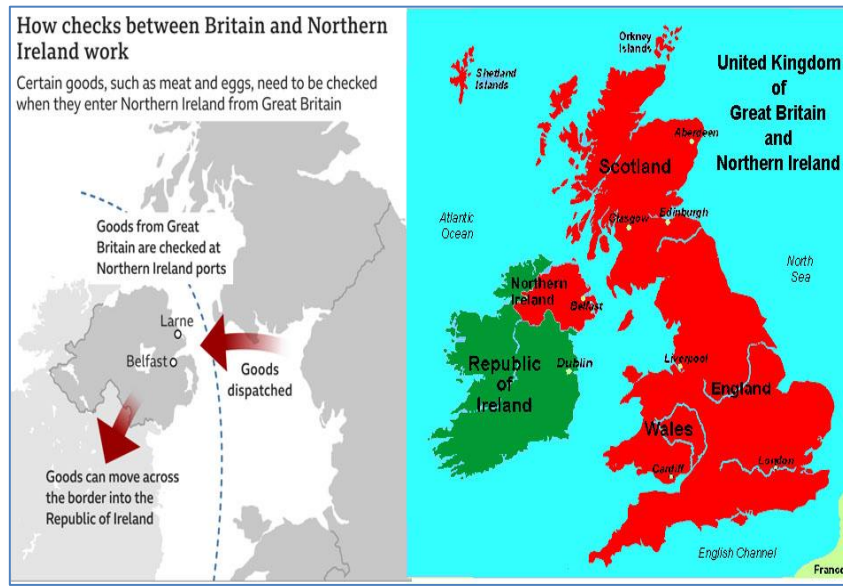 How checks between Britain and Northern
Ireland work
Certain goods, such as meat and eggs, need to be checked
when they enter Northern Ireland from Great Britain
Goods from Great
Britain are checked at
Northern Ireland ports
Larne
Belfast
Goods
dispatched
Goods can move across
the border into the
Republic of Ireland
Orkney
Islands
Shetland
Islands
United Kingdom
of
Great Britain
and
Northern Ireland
Aberdeen
Scotland
Atlantic
Ocean
Glasgow
Edinburgh
North
Sea
Northern
Ireland
Belfast
Republic
of
Ireland
Dublin
Liverpool
England
Wales
Cardiff
London
English Channel
France